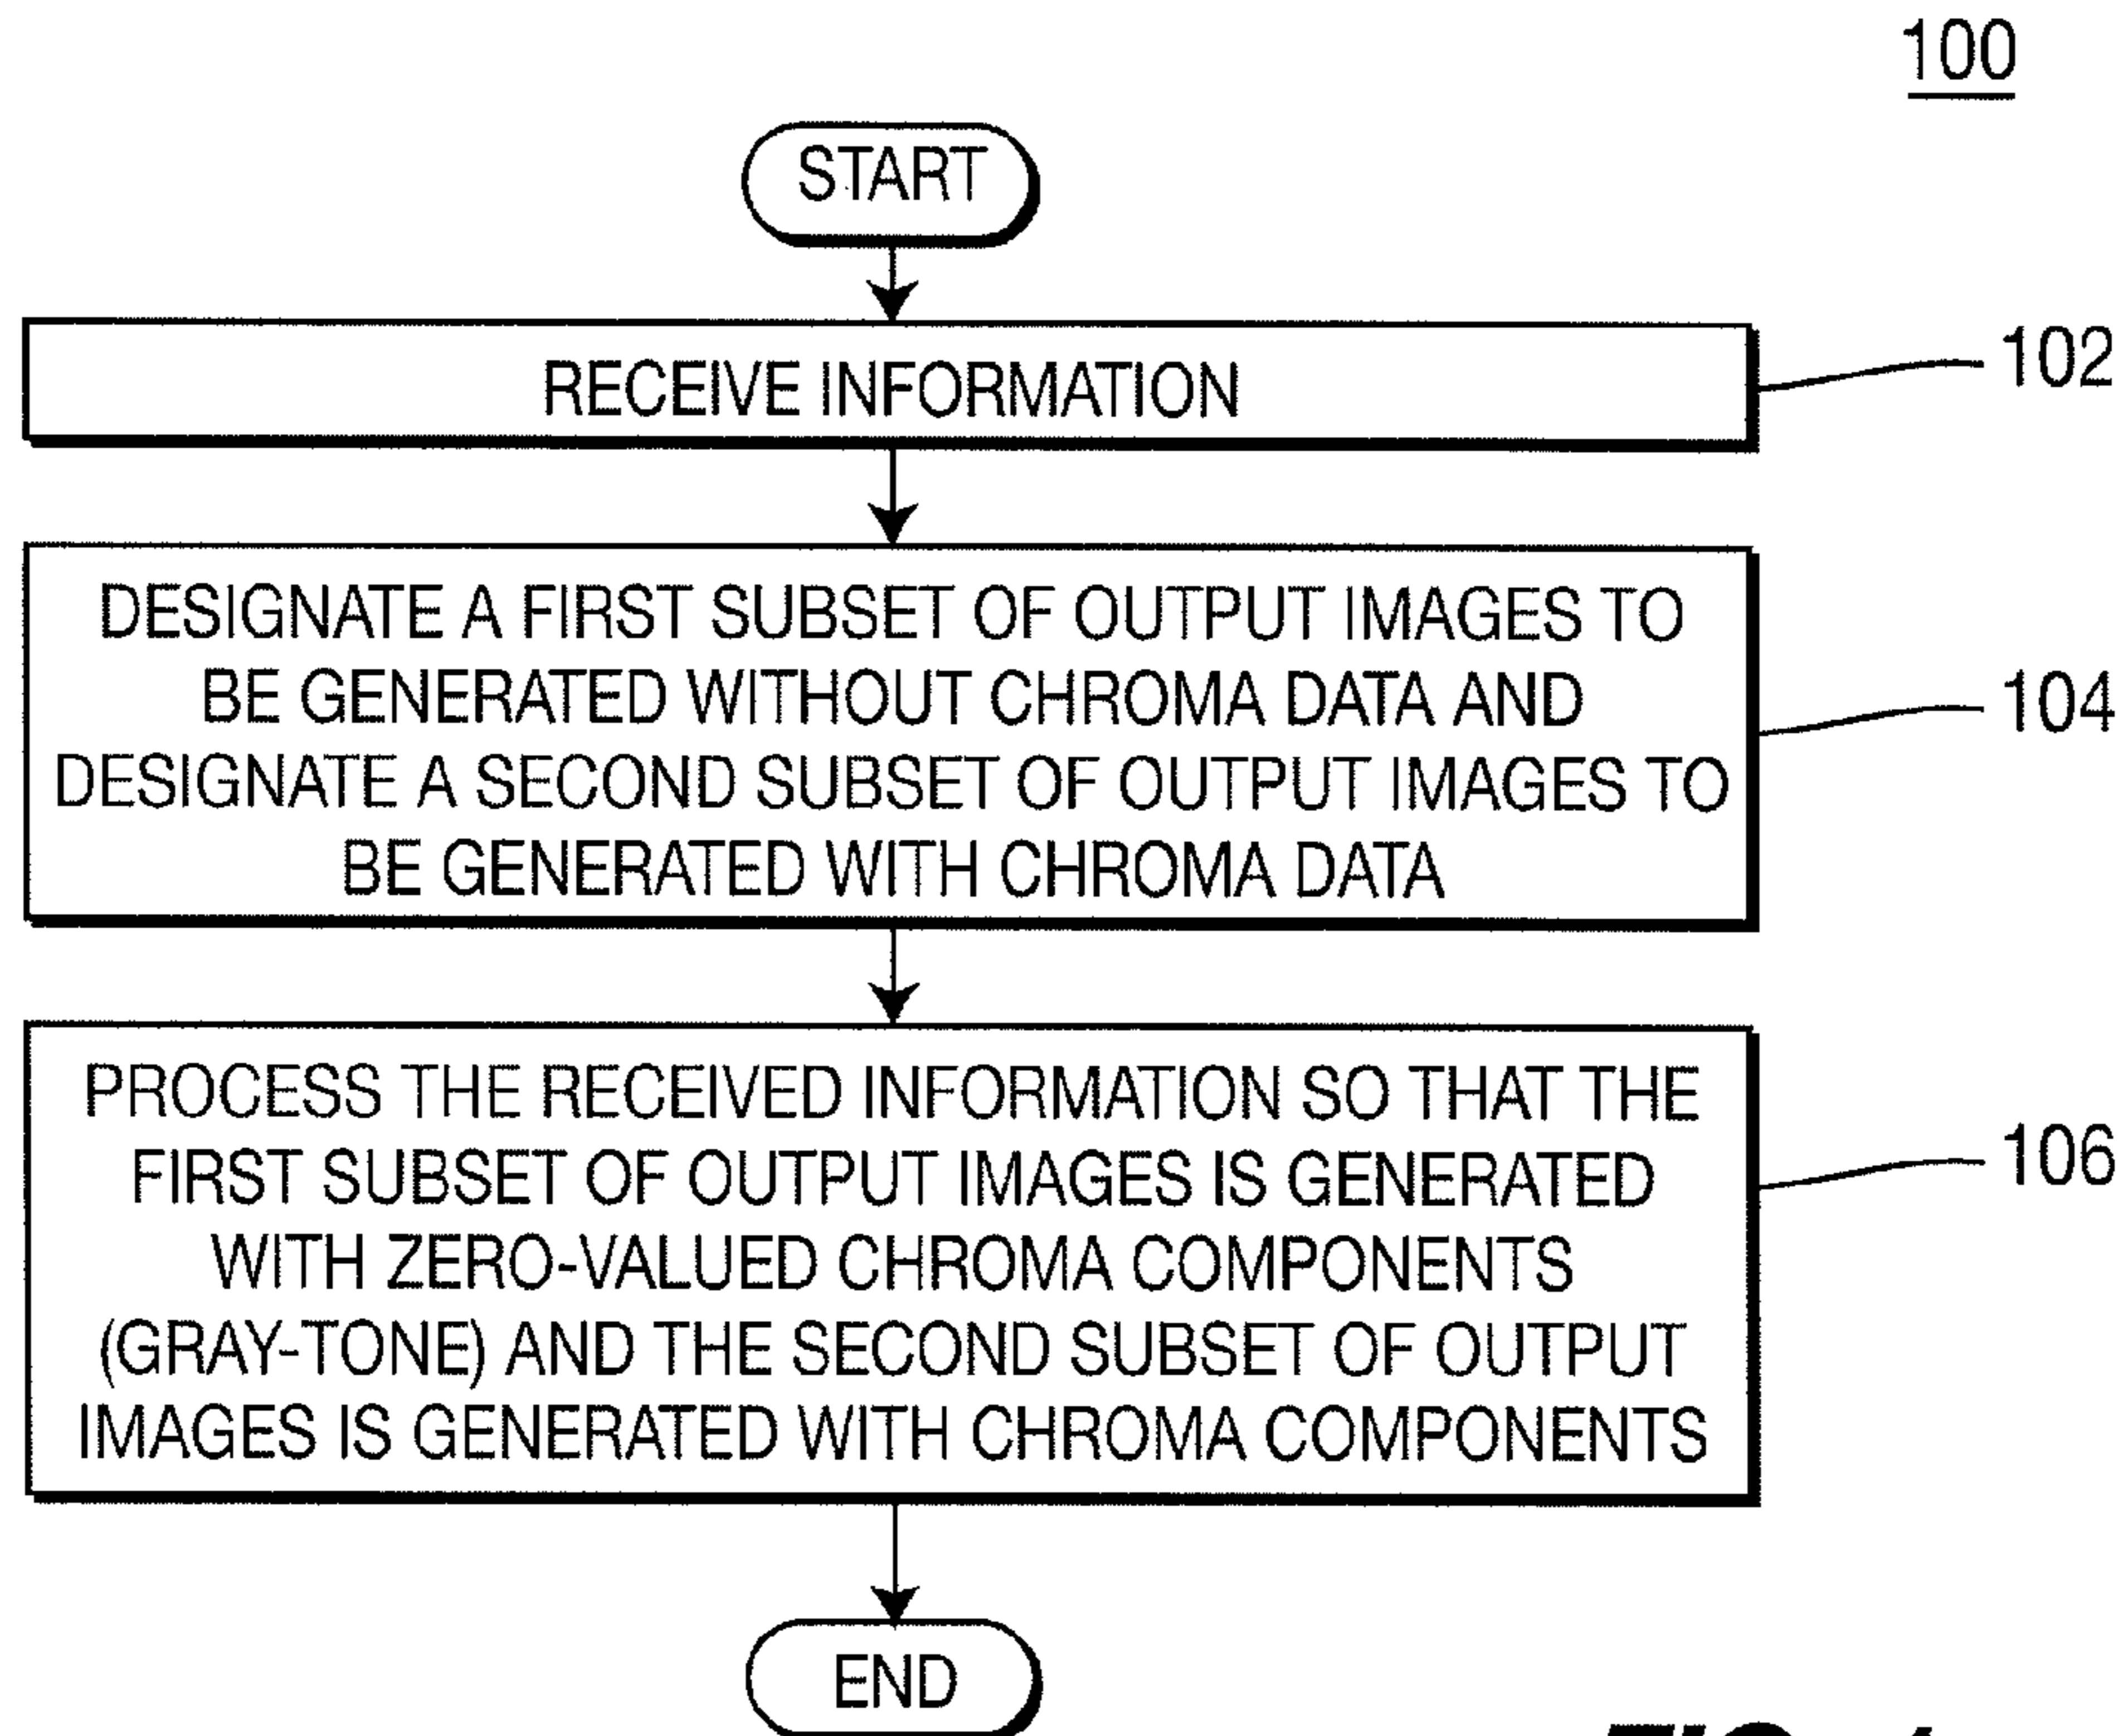 100
START
RECEIVE INFORMATION
102
DESIGNATE A FIRST SUBSET OF OUTPUT IMAGES TO
BE GENERATED WITHOUT CHROMA DATA AND
DESIGNATE A SECOND SUBSET OF OUTPUT IMAGES TO
BE GENERATED WITH CHROMA DATA
104
PROCESS THE RECEIVED INFORMATION SO THAT THE
FIRST SUBSET OF OUTPUT IMAGES IS GENERATED
WITH ZERO-VALUED CHROMA COMPONENTS
(GRAY-TONE) AND THE SECOND SUBSET OF OUTPUT
IMAGES IS GENERATED WITH CHROMA COMPONENTS
106
END